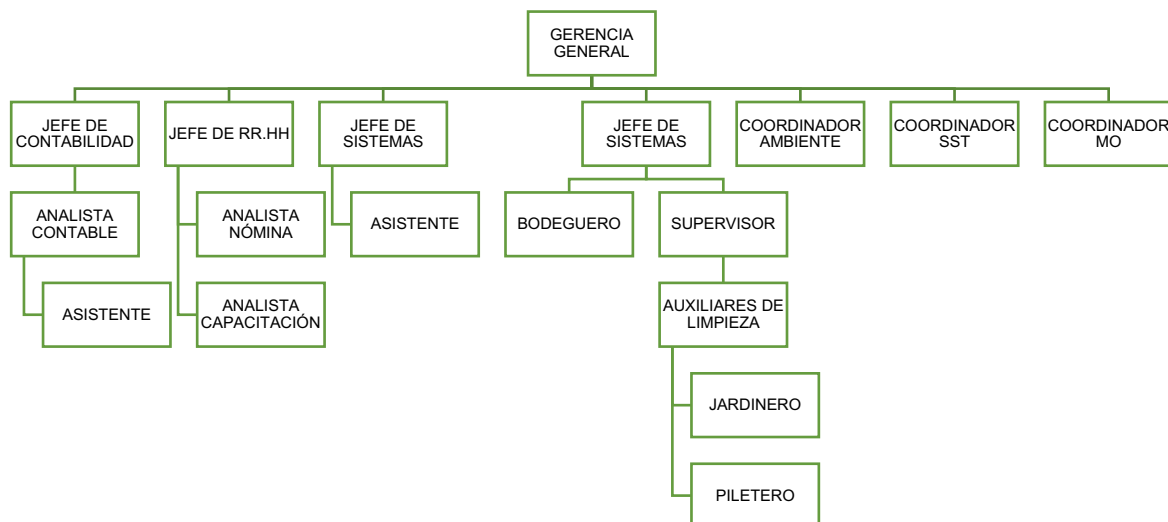 GERENCIA
GENERAL
JEFE DE
CONTABILIDAD
JEFE DE RR.HH
JEFE DE
SISTEMAS
JEFE DE
SISTEMAS
COORDINADOR
AMBIENTE
COORDINADOR
SST
COORDINADOR
MO
ANALISTA
CONTABLE
ANALISTA
NÓMINA
ASISTENTE
BODEGUERO
SUPERVISOR
ASISTENTE
ANALISTA
CAPACITACIÓN
AUXILIARES DE
LIMPIEZA
JARDINERO
PILETERO